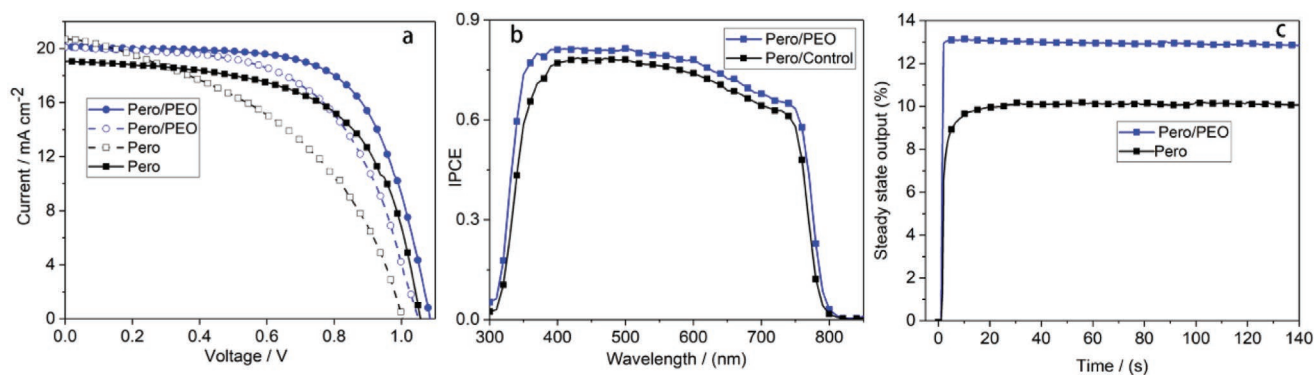 a
20
16
12
8
4
0
Current / mA cm-2
Pero/PEO
Pero/PEO
Pero
Pero
0.0 0.2 0.4 0.6 0.8 1.0
Voltage / V
b
0.9
0.6
0.3
0.0
IPCE
Pero/PEO
Pero/Control
300 400 500 600 700 800
Wavelength / (nm)
c
14
12
10
8
6
4
2
0
Steady state output (%)
Pero/PEO
Pero
0 20 40 60 80 100 120 140
Time / (s)